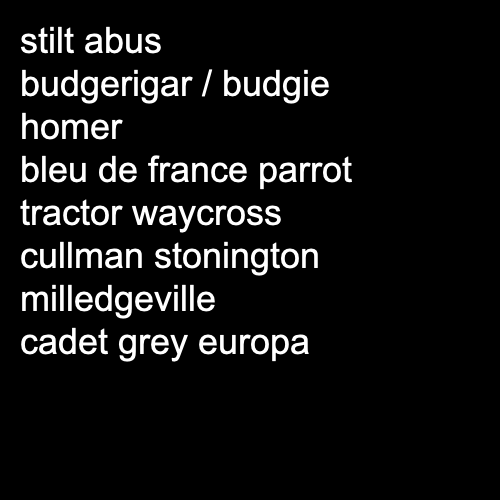 stilt abus
budgerigar / budgie
homer
bleu de france parrot
tractor waycross
cullman stonington
milledgeville
cadet grey europa